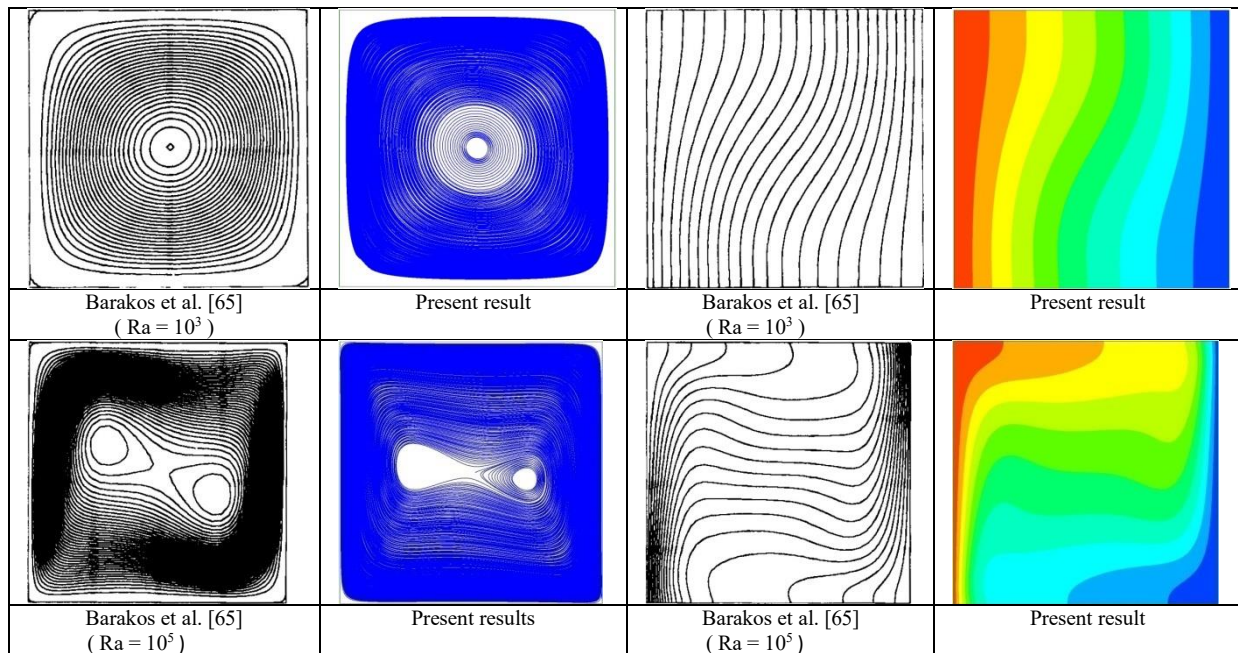 Barakos et al. [65]
( Ra = 10³ )
Present result
Barakos et al. [65]
( Ra = 10³ )
Present result
Barakos et al. [65]
( Ra = 10⁵ )
Present results
Barakos et al. [65]
( Ra = 10⁵ )
Present result